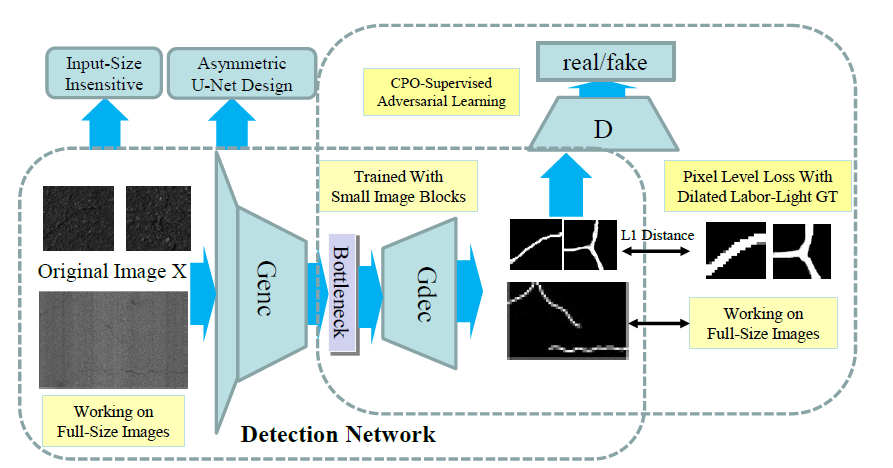 Input-Size
Insensitive
Asymmetric
U-Net Design
CPO-Supervised
Adversarial Learning
real/fake
D
Trained With
Small Image Blocks
Pixel Level Loss With
Dilated Labor-Light GT
Original Image X
Genc
Bottleneck
Gdec
L1 Distance
Working on
Full-Size Images
Working on
Full-Size Images
Detection Network